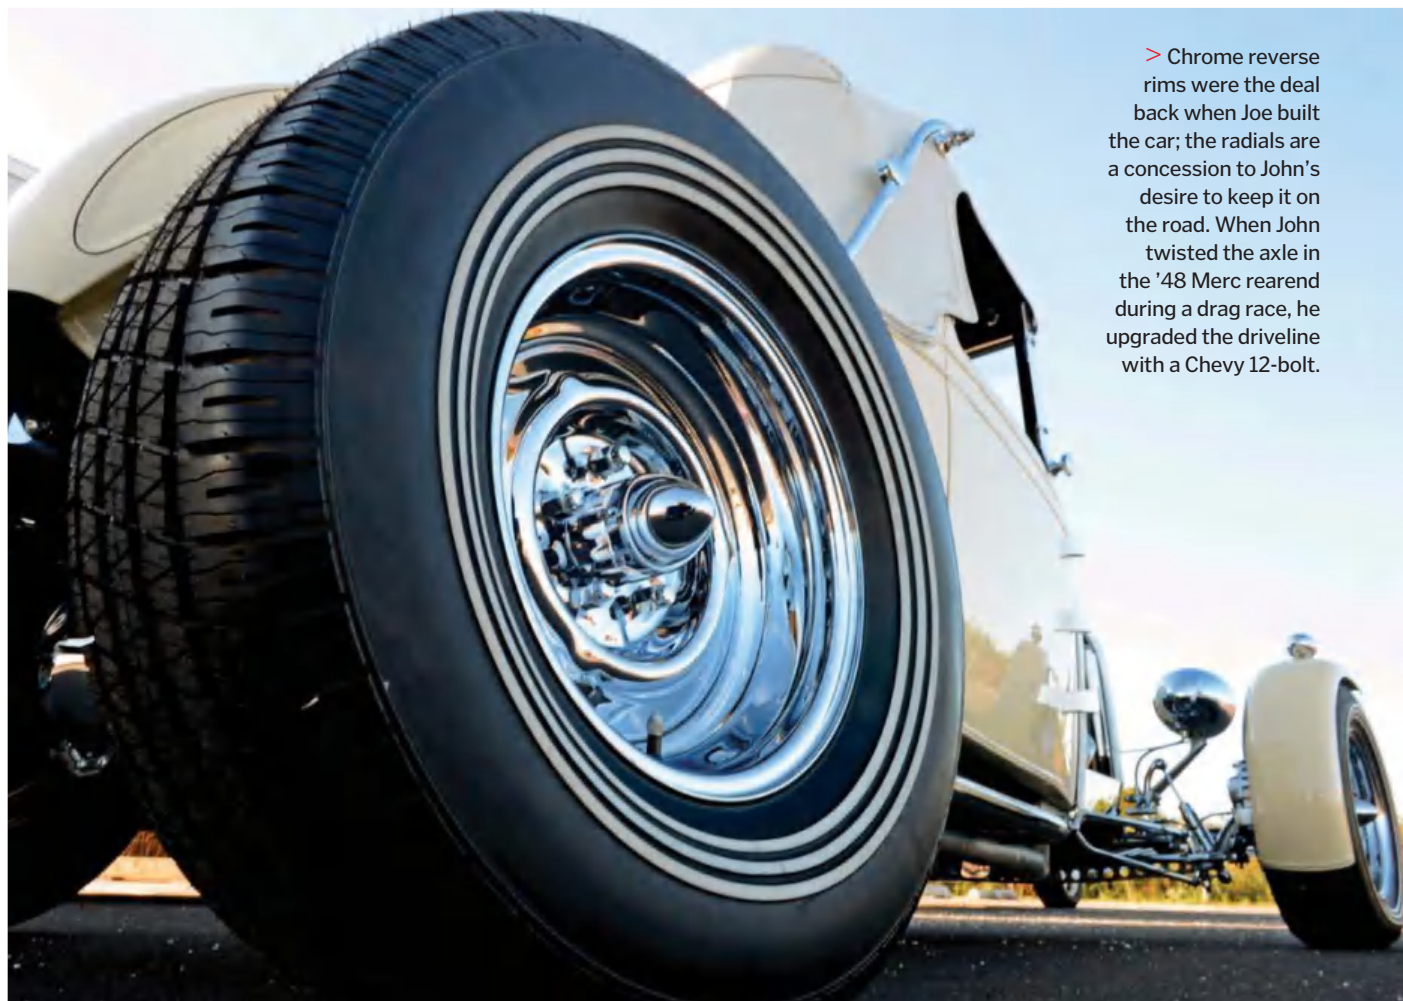 > Chrome reverse
rims were the deal
back when Joe built
the car; the radials are
a concession to John’s
desire to keep it on
the road. When John
twisted the axle in
the ’48 Merc rearend
during a drag race, he
upgraded the driveline
with a Chevy 12-bolt.